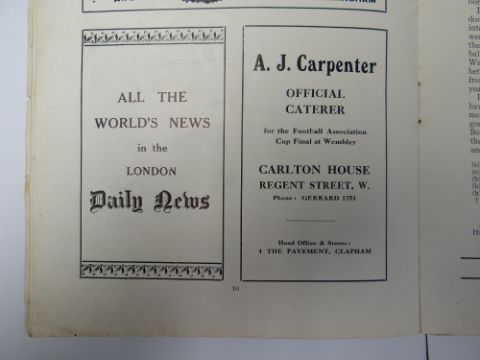 ALL THE
WORLD'S NEWS
in the
LONDON
Daily News
A. J. Carpenter
OFFICIAL
CATERER
for the Football Association
Cup Final at Wembley
CARLTON HOUSE
REGENT STREET, W.
Phone: GERRARD 1751
Head Office & Stores:
4 THE PAVEMENT, CLAPHAM
10